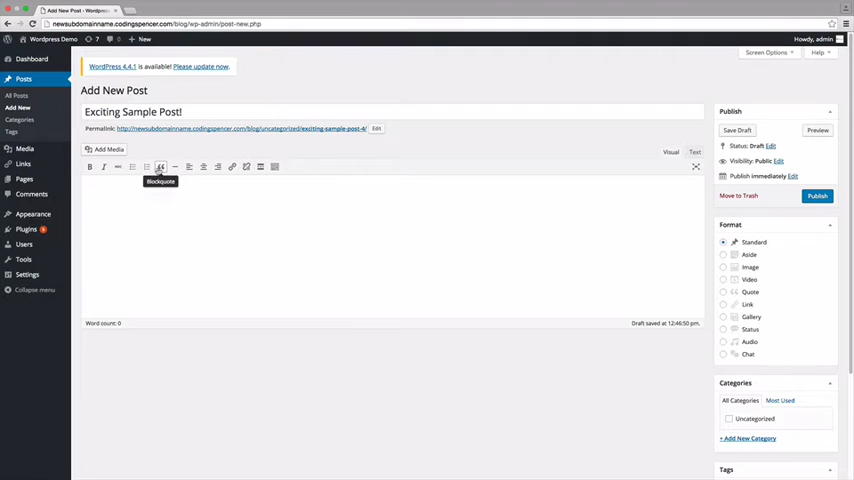 Add New Post ‹ Wordpress
newsubdomainname.codingspencer.com/blog/wp-admin/post-new.php
Wordpress Demo 7 0 + New Howdy, admin
Screen Options Help
Dashboard
Posts
All Posts
Add New
Categories
Tags
Media
Links
Pages
Comments
Appearance
Plugins
Users
Tools
Settings
Collapse menu
WordPress 4.4.1 is available! Please update now.
Add New Post
Exciting Sample Post!
Permalink: http://newsubdomainname.codingspencer.com/blog/uncategorized/exciting-sample-post-4/ Edit
Add Media
Visual Text
B I ABC
Blockquote
Word count: 0 Draft saved at 12:46:50 pm.
Publish
Save Draft Preview
Status: Draft Edit
Visibility: Public Edit
Publish immediately Edit
Move to Trash Publish
Format
Standard
Aside
Image
Video
Quote
Link
Gallery
Status
Audio
Chat
Categories
All Categories Most Used
Uncategorized
+ Add New Category
Tags